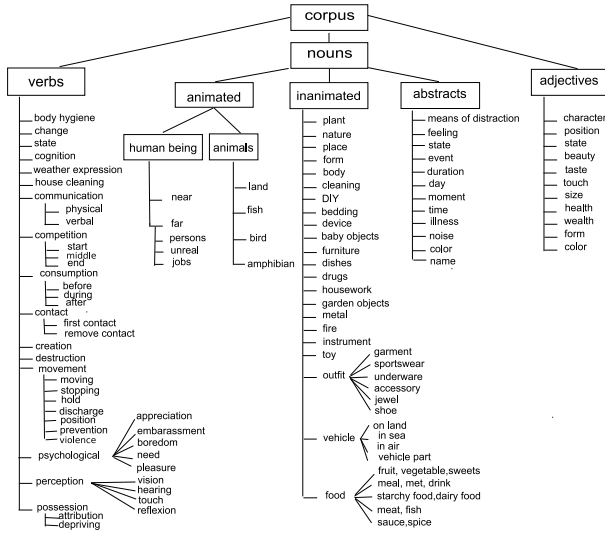 corpus
nouns
verbs
adjectives
animated
inanimated
abstracts
human being
animals
body hygiene
change
state
cognition
weather expression
house cleaning
communication
physical
verbal
competition
start
middle
end
consumption
before
during
after
contact
first contact
remove contact
creation
destruction
movement
moving
stopping
hold
discharge
position
prevention
violence
psychological
appreciation
embarassment
boredom
need
pleasure
perception
vision
hearing
touch
reflexion
possession
attribution
depriving
near
far
persons
unreal
jobs
land
fish
bird
amphibian
plant
nature
place
form
body
cleaning
DIY
bedding
device
baby objects
furniture
dishes
drugs
housework
garden objects
metal
fire
instrument
toy
outfit
garment
sportswear
underware
accessory
jewel
shoe
vehicle
on land
in sea
in air
vehicle part
food
fruit, vegetable,sweets
meal, met, drink
starchy food,dairy food
meat, fish
sauce,spice
means of distraction
feeling
state
event
duration
day
moment
time
illness
noise
color
name
character
position
state
beauty
taste
touch
size
health
wealth
form
color